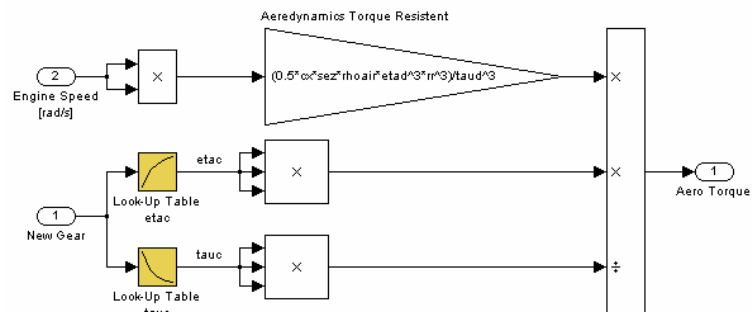 Aeredynamics Torque Resistent
2
Engine Speed
[rad/s]
×
(0.5*cx*sez*rhoair*etad^3*rr^3)/taud^3
×
etac
Look-Up Table
etac
×
×
1
Aero Torque
1
New Gear
tauc
Look-Up Table
×
÷